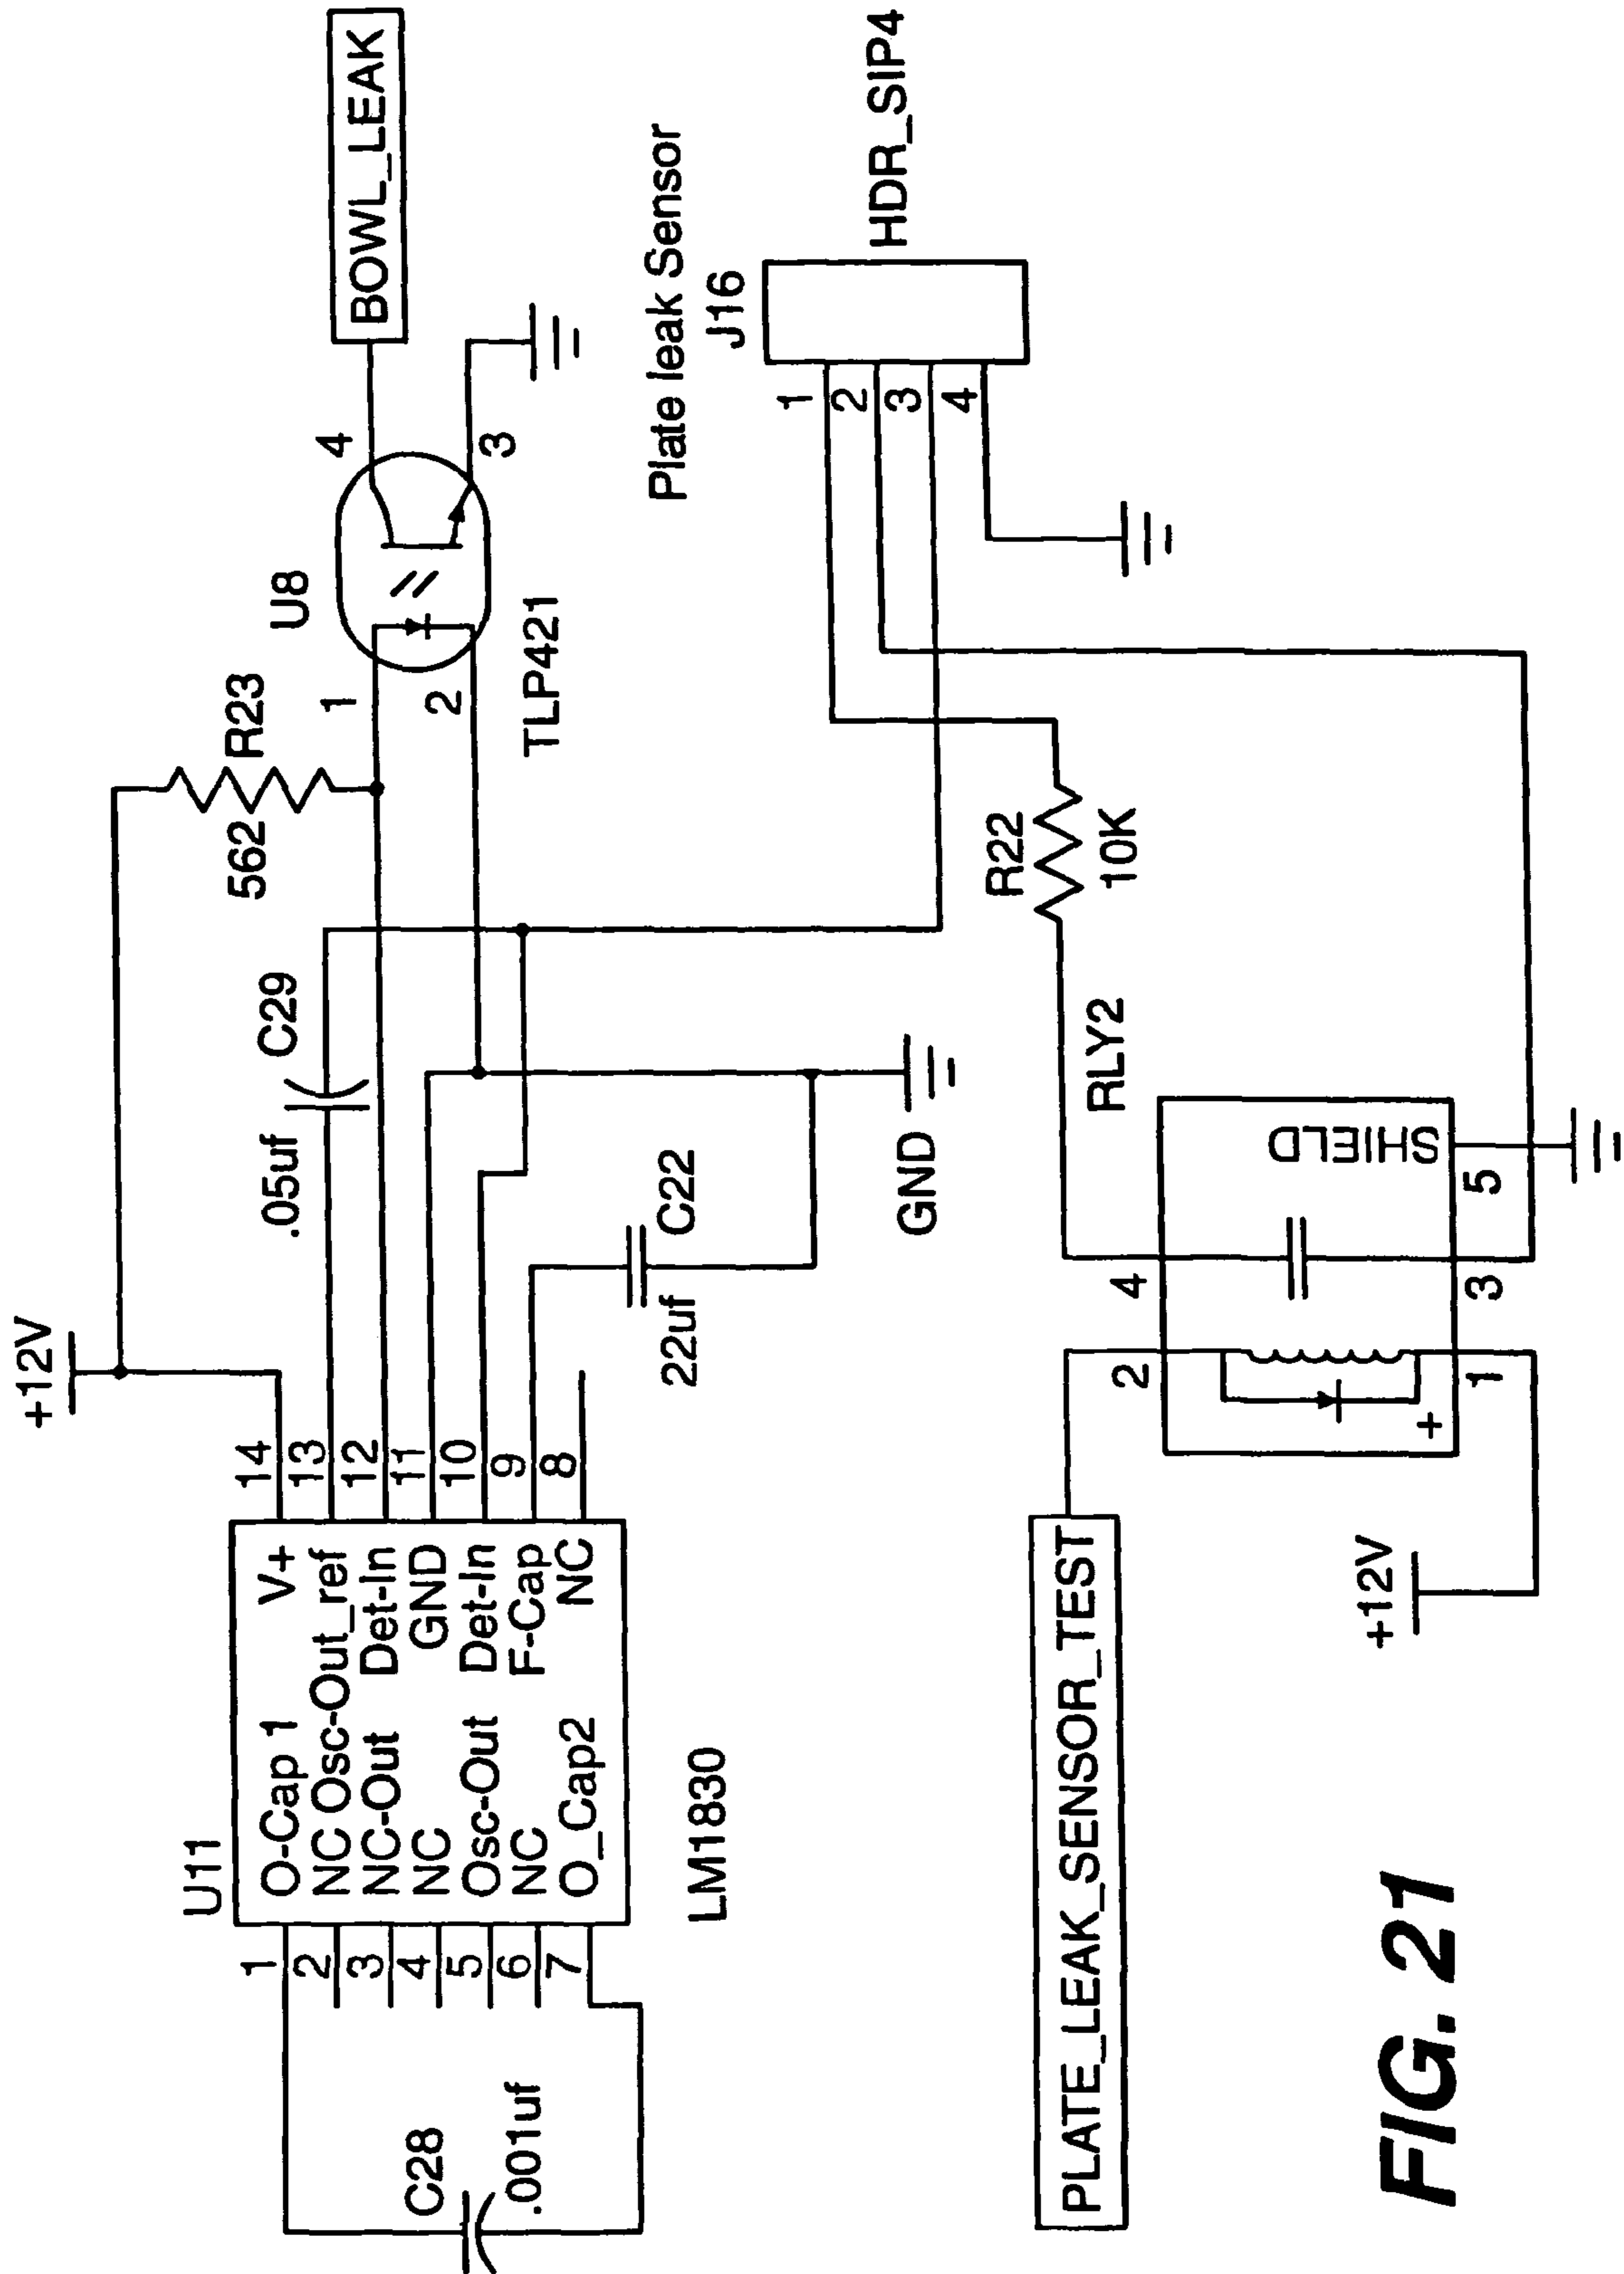 +12V
U11
O-Cap 1 V+
NC Osc-Out_ref
NC-Out Det-In
NC GND
Osc-Out Det-In
NC F-Cap
O_Cap2 NC
1
2
3
4
5
6
7
14
13
12
11
10
9
8
LM1830
C28
.001uf
.05uf
C29
22uf
C22
GND
562
R23
U8
1
2
4
3
TLP421
BOWL_LEAK
Plate leak Sensor
J16
1
2
3
4
HDR_SIP4
R22
10K
RLY2
PLATE_LEAK_SENSOR_TEST
2
4
+
SHIELD
1
3
5
+12V
FIG. 21